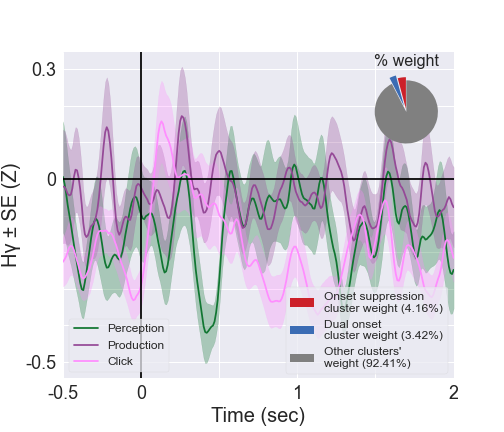 % weight
0.3
0
-0.5
Hγ ± SE (Z)
Perception
Production
Click
Onset suppression
cluster weight (4.16%)
Dual onset
cluster weight (3.42%)
Other clusters'
weight (92.41%)
-0.5
0
1
2
Time (sec)